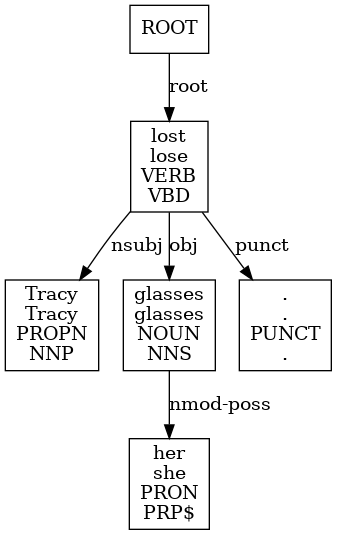 ROOT
root
lost
lose
VERB
VBD
nsubj obj punct
Tracy
Tracy
PROPN
NNP
glasses
glasses
NOUN
NNS
.
.
PUNCT
.
nmod-poss
her
she
PRON
PRP$